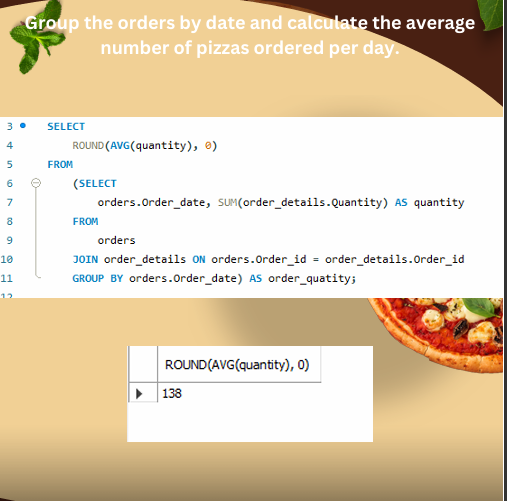 Group the orders by date and calculate the average
number of pizzas ordered per day.
3 SELECT
4 ROUND(AVG(quantity), 0)
5 FROM
6 (SELECT
7 orders.Order_date, SUM(order_details.Quantity) AS quantity
8 FROM
9 orders
10 JOIN order_details ON orders.Order_id = order_details.Order_id
11 GROUP BY orders.Order_date) AS order_quatity;
12
ROUND(AVG(quantity), 0)
138